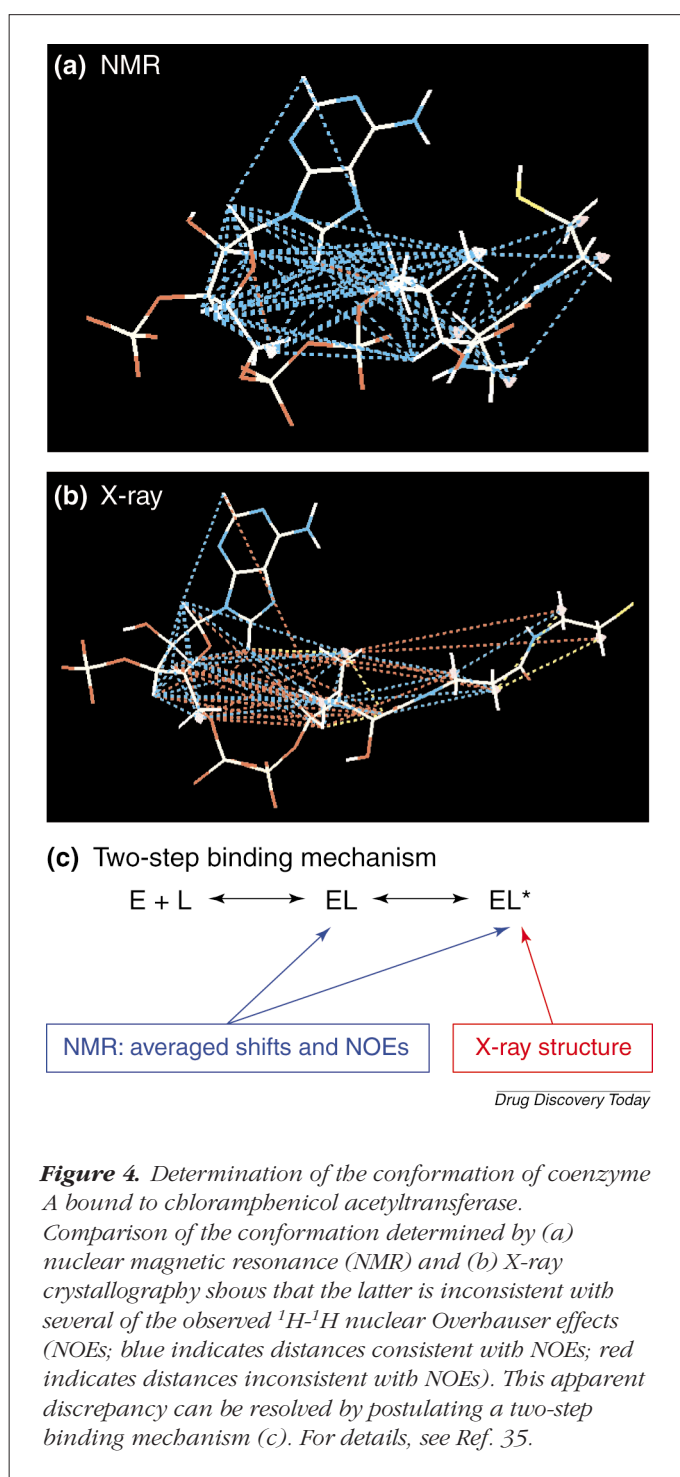 (a) NMR
(b) X-ray
(c) Two-step binding mechanism
E + L ⟷ EL ⟷ EL*
NMR: averaged shifts and NOEs
X-ray structure
Drug Discovery Today
Figure 4. Determination of the conformation of coenzyme
A bound to chloramphenicol acetyltransferase.
Comparison of the conformation determined by (a)
nuclear magnetic resonance (NMR) and (b) X-ray
crystallography shows that the latter is inconsistent with
several of the observed ¹H-¹H nuclear Overhauser effects
(NOEs; blue indicates distances consistent with NOEs; red
indicates distances inconsistent with NOEs). This apparent
discrepancy can be resolved by postulating a two-step
binding mechanism (c). For details, see Ref. 35.